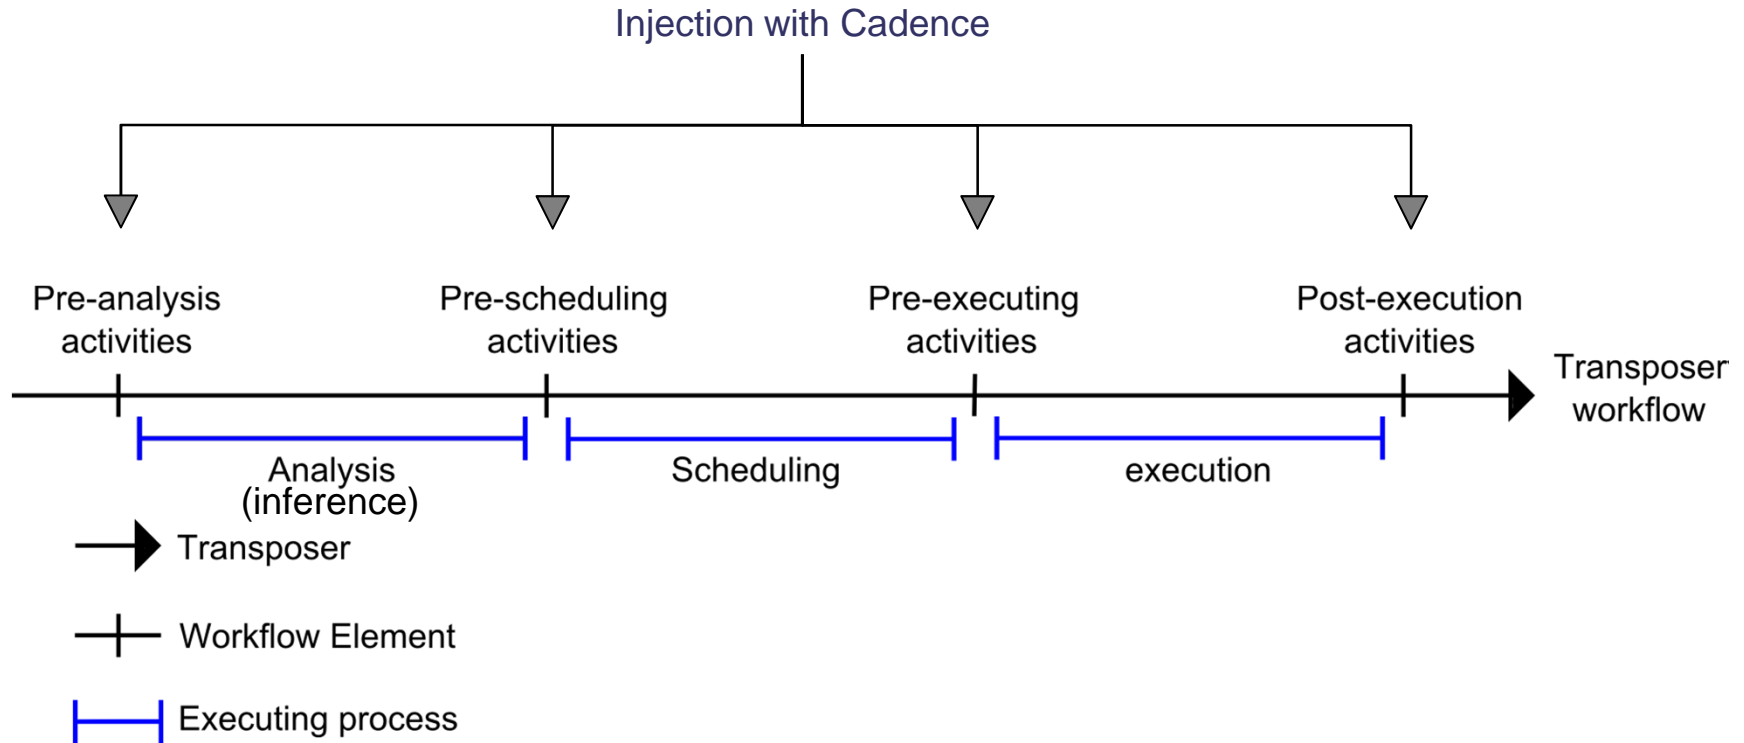 Injection with Cadence
Pre-analysis
activities
Pre-scheduling
activities
Pre-executing
activities
Post-execution
activities
Transposer
workflow
Analysis
(inference)
Scheduling
execution
Transposer
Workflow Element
Executing process